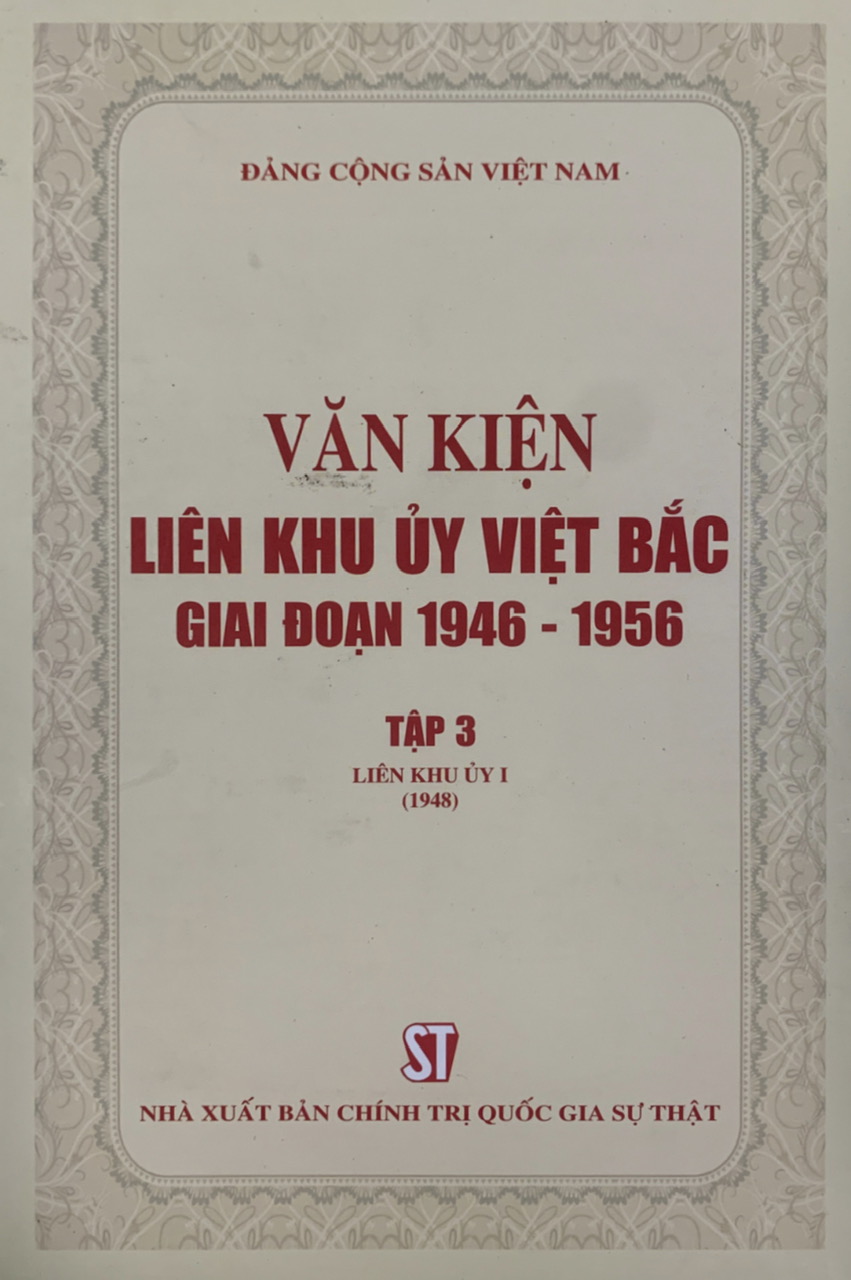 ĐẢNG CỘNG SẢN VIỆT NAM
VĂN KIỆN
LIÊN KHU ỦY VIỆT BẮC
GIAI ĐOẠN 1946 - 1956
TẬP 3
LIÊN KHU ỦY I
(1948)
ST
NHÀ XUẤT BẢN CHÍNH TRỊ QUỐC GIA SỰ THẬT